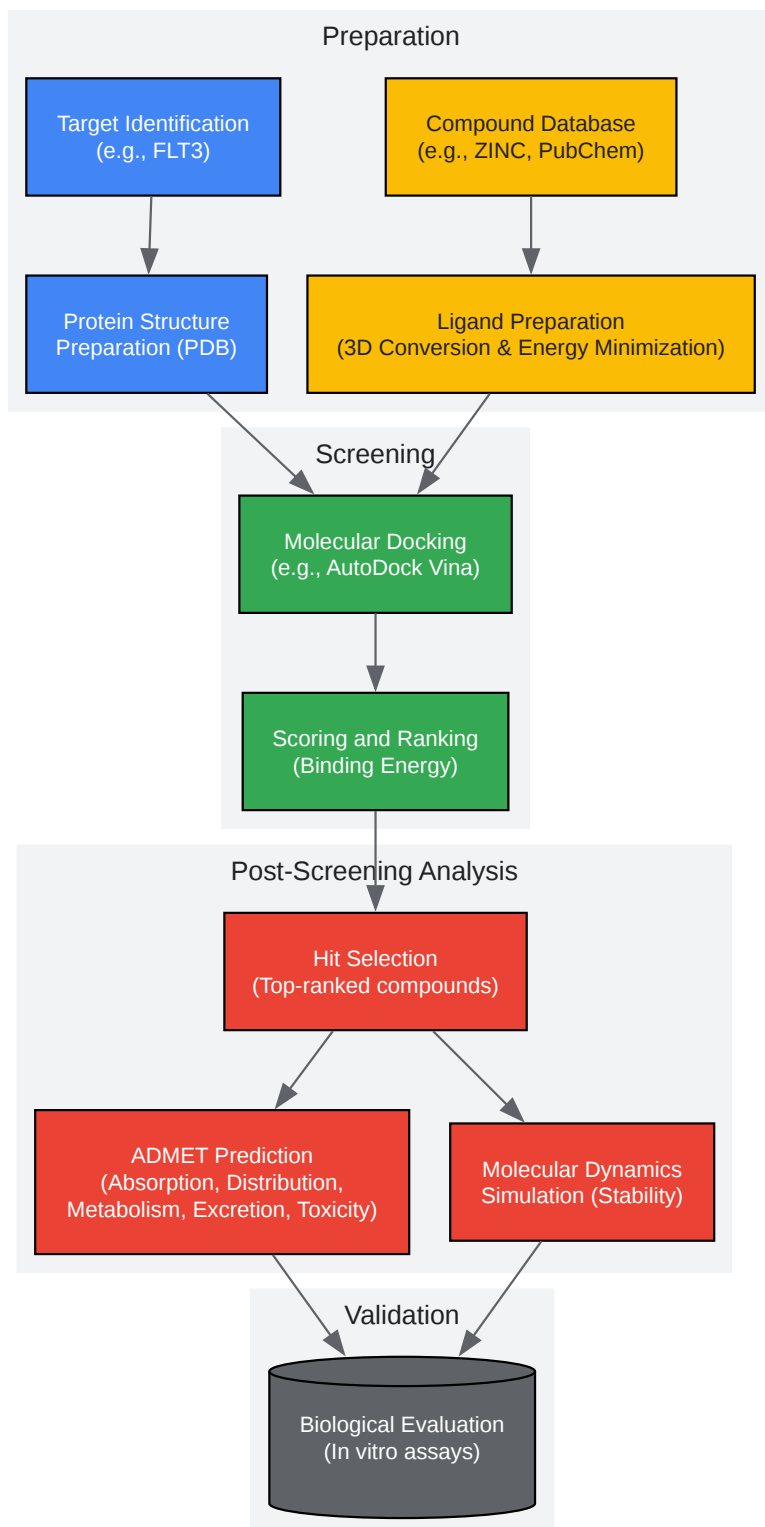 Preparation
Target Identification
(e.g., FLT3)
Compound Database
(e.g., ZINC, PubChem)
Protein Structure
Preparation (PDB)
Ligand Preparation
(3D Conversion & Energy Minimization)
Screening
Molecular Docking
(e.g., AutoDock Vina)
Scoring and Ranking
(Binding Energy)
Post-Screening Analysis
Hit Selection
(Top-ranked compounds)
ADMET Prediction
(Absorption, Distribution,
Metabolism, Excretion, Toxicity)
Molecular Dynamics
Simulation (Stability)
Validation
Biological Evaluation
(In vitro assays)